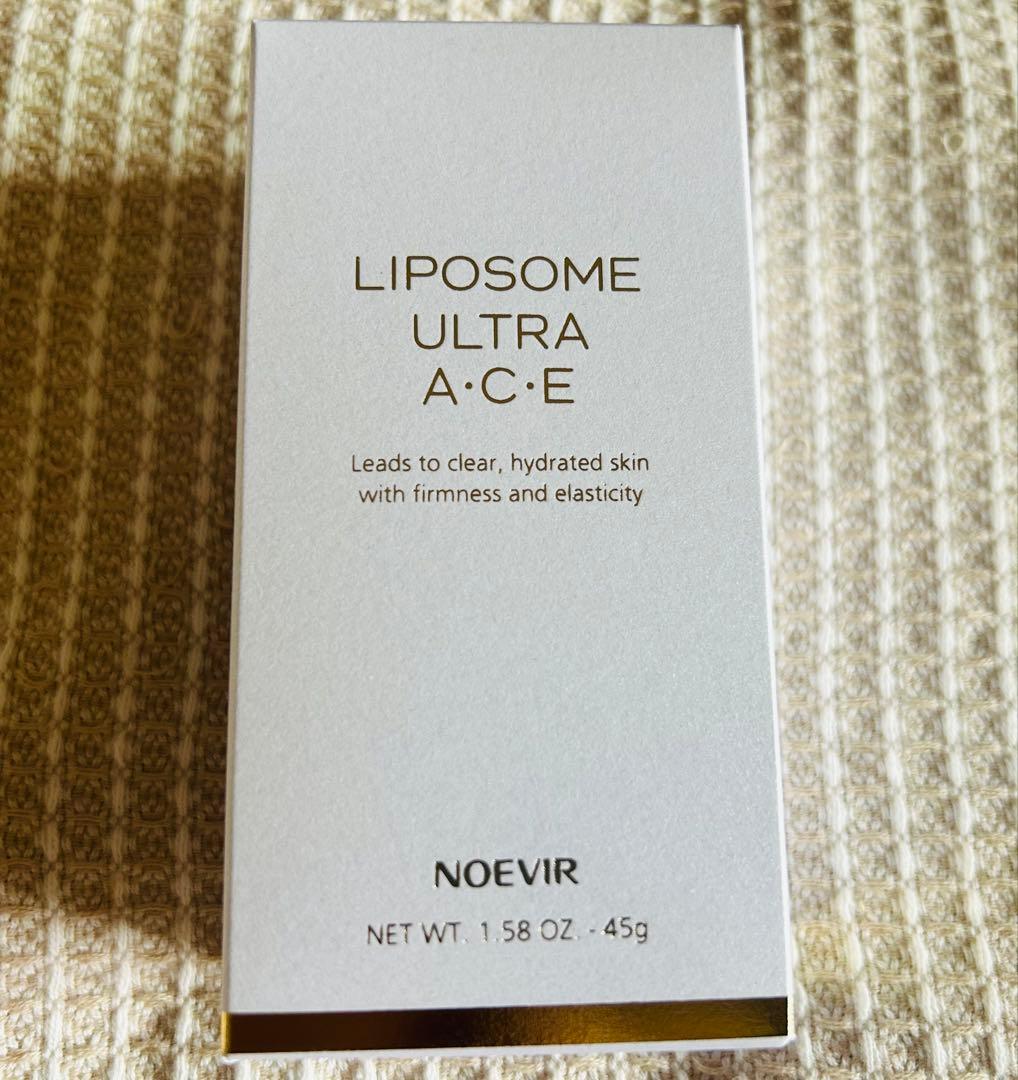 LIPOSOME
ULTRA
A·C·E
Leads to clear, hydrated skin
with firmness and elasticity
NOEVIR
NET WT. 1.58 OZ. - 45g